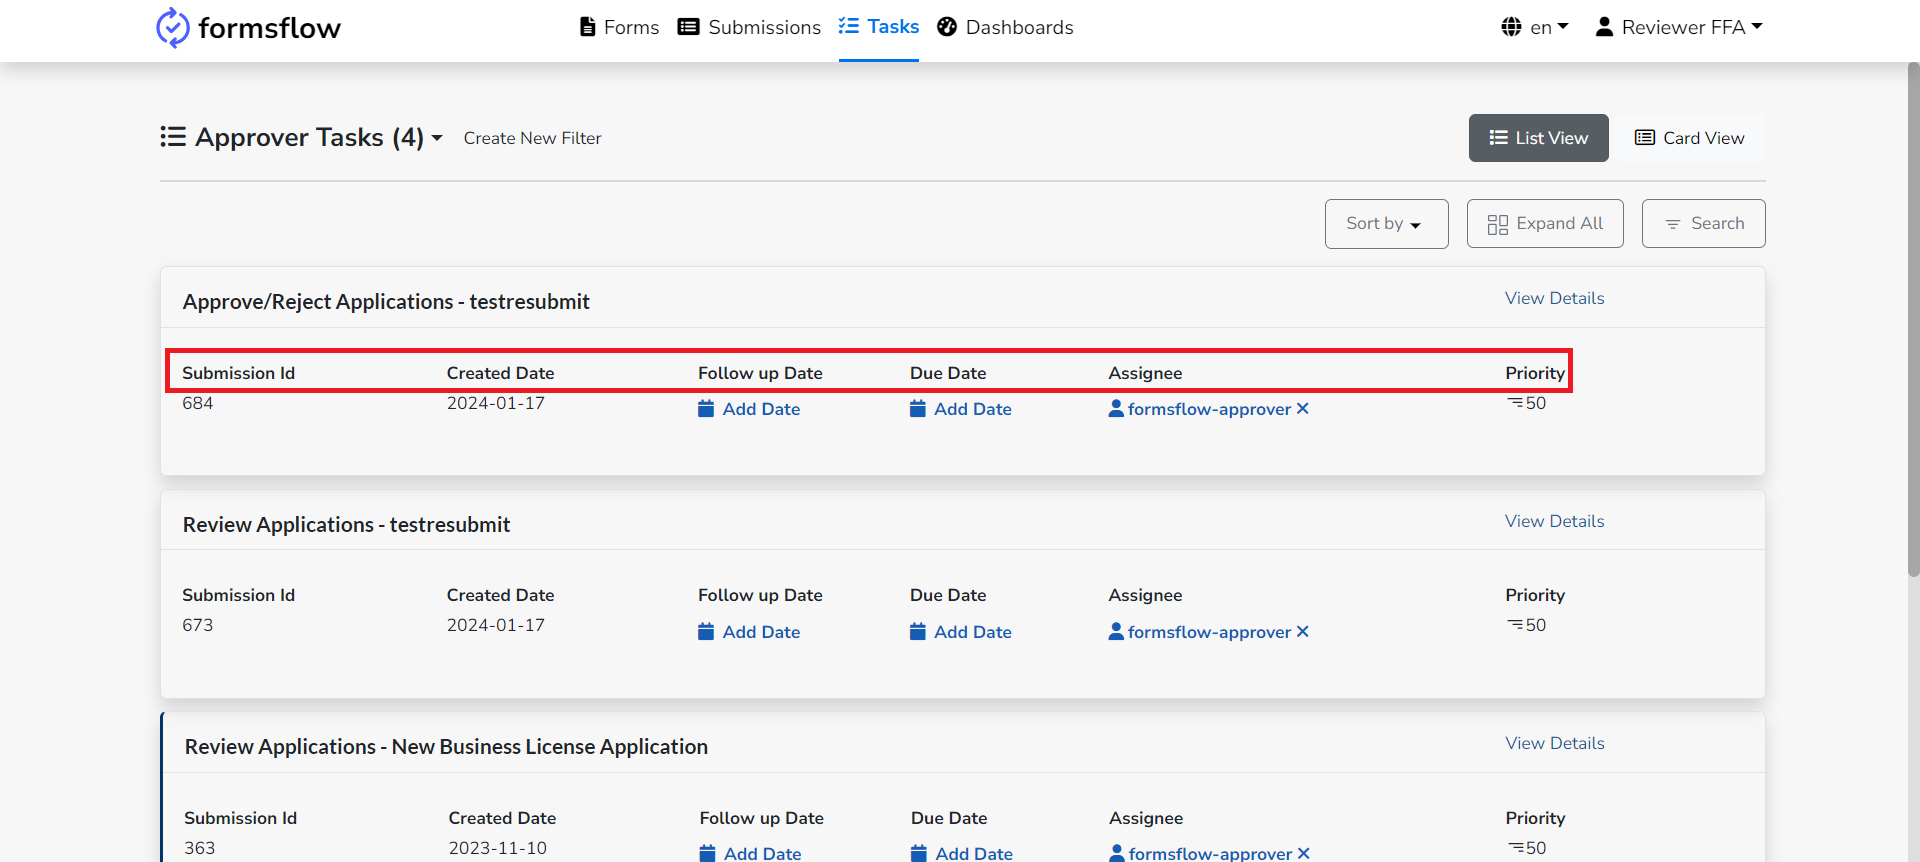 formsflow Forms Submissions Tasks Dashboards en Reviewer FFA
Approver Tasks (4) Create New Filter List View Card View
Sort by Expand All Search
Approve/Reject Applications - testresubmit View Details
Submission Id Created Date Follow up Date Due Date Assignee Priority
684 2024-01-17 Add Date Add Date formsflow-approver 50
Review Applications - testresubmit View Details
Submission Id Created Date Follow up Date Due Date Assignee Priority
673 2024-01-17 Add Date Add Date formsflow-approver 50
Review Applications - New Business License Application View Details
Submission Id Created Date Follow up Date Due Date Assignee Priority
363 2023-11-10 Add Date Add Date formsflow-approver 50